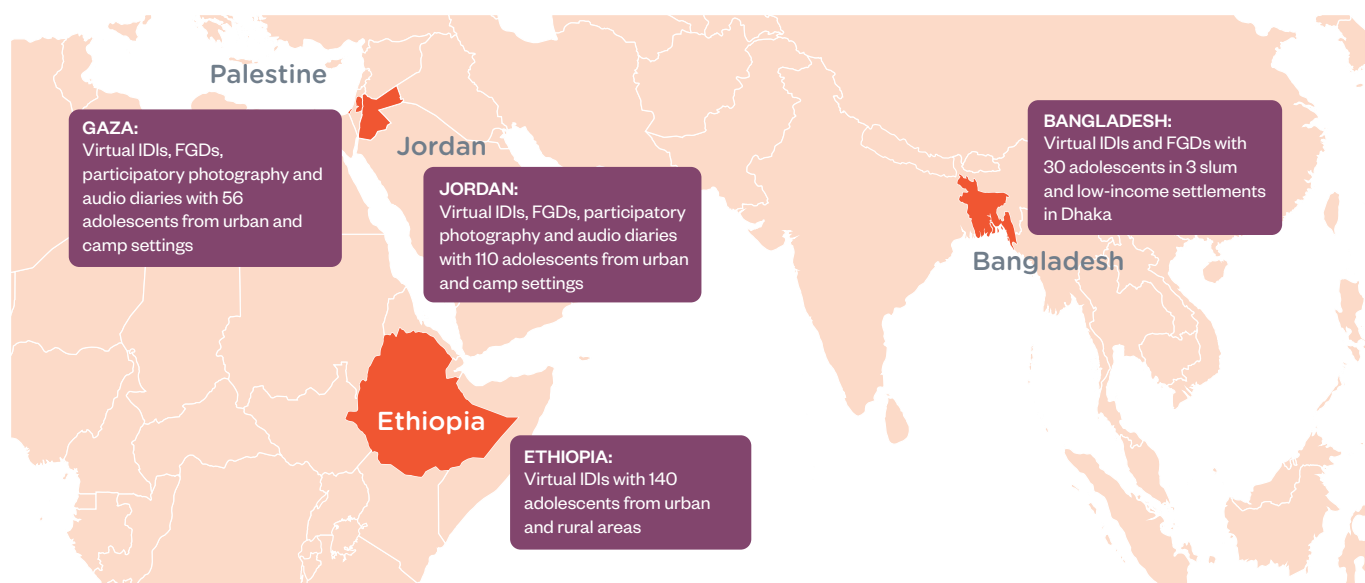 Palestine
GAZA:
Virtual IDIs, FGDs,
participatory photography and
audio diaries with 56
adolescents from urban and
camp settings
Jordan
JORDAN:
Virtual IDIs, FGDs, participatory
photography and audio diaries
with 110 adolescents from urban
and camp settings
BANGLADESH:
Virtual IDIs and FGDs with
30 adolescents in 3 slum
and low-income settlements
in Dhaka
Bangladesh
Ethiopia
ETHIOPIA:
Virtual IDIs with 140
adolescents from urban
and rural areas